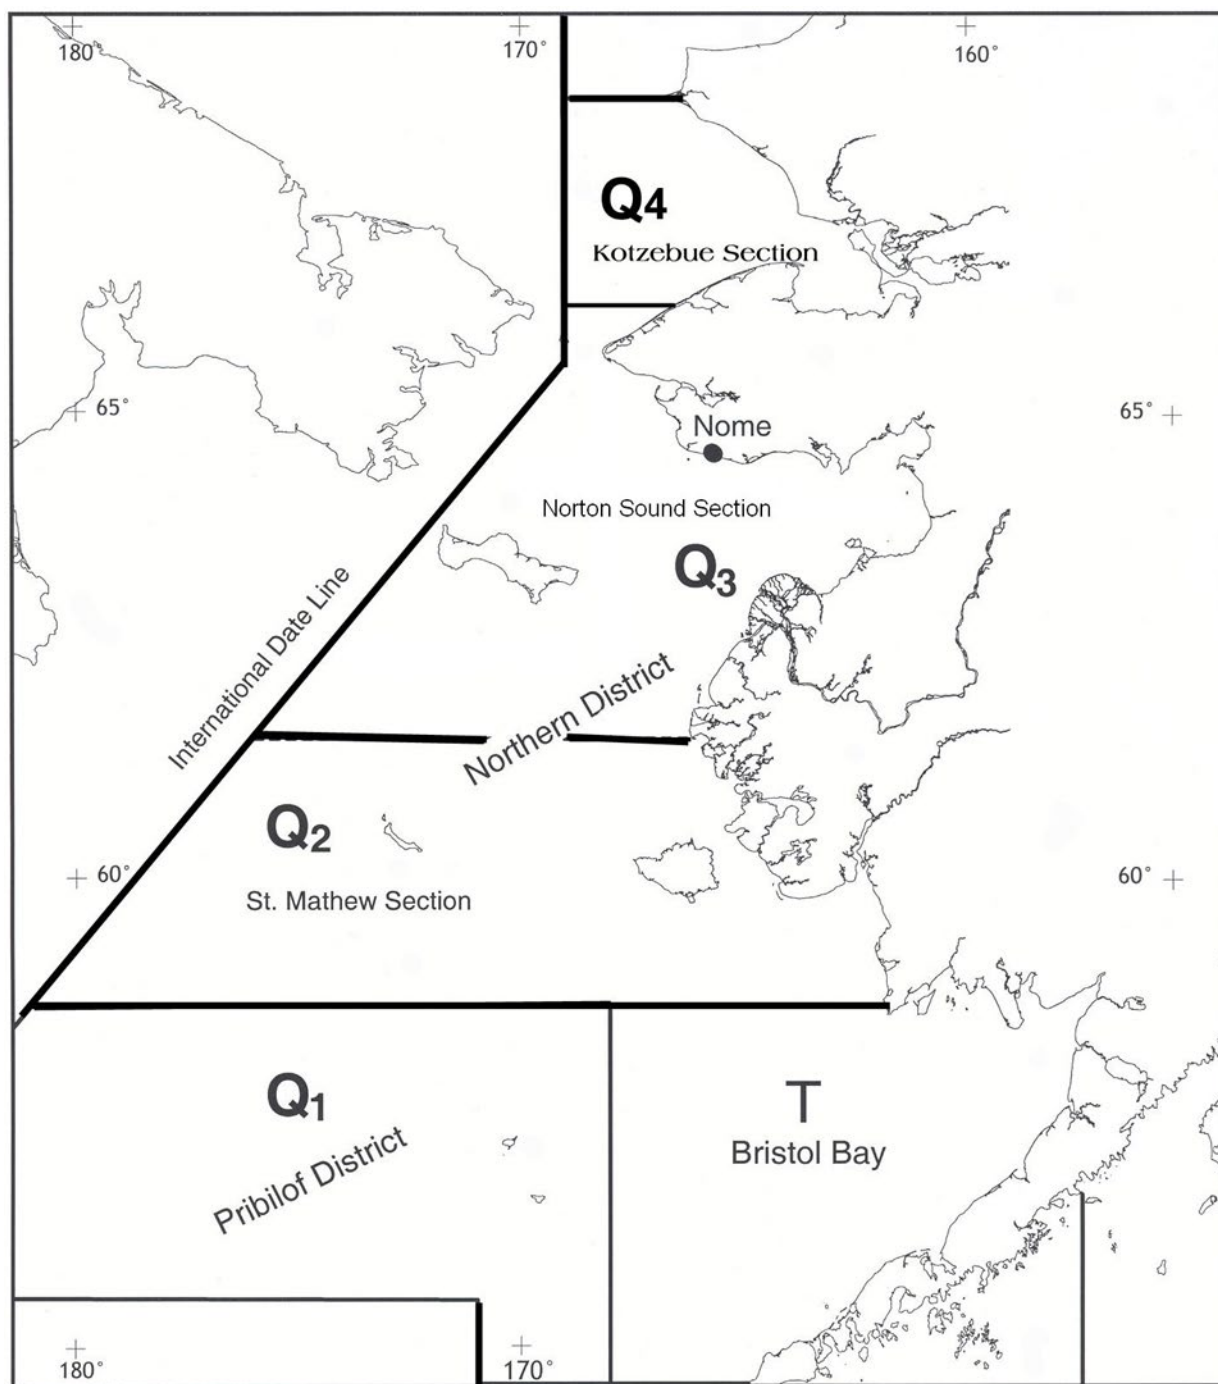 180°
170°
160°
Q4
Kotzebue Section
65°
65°
Nome
Norton Sound Section
Q3
International Date Line
Northern District
Q2
60°
60°
St. Mathew Section
Q1
T
Bristol Bay
Pribilof District
180°
170°